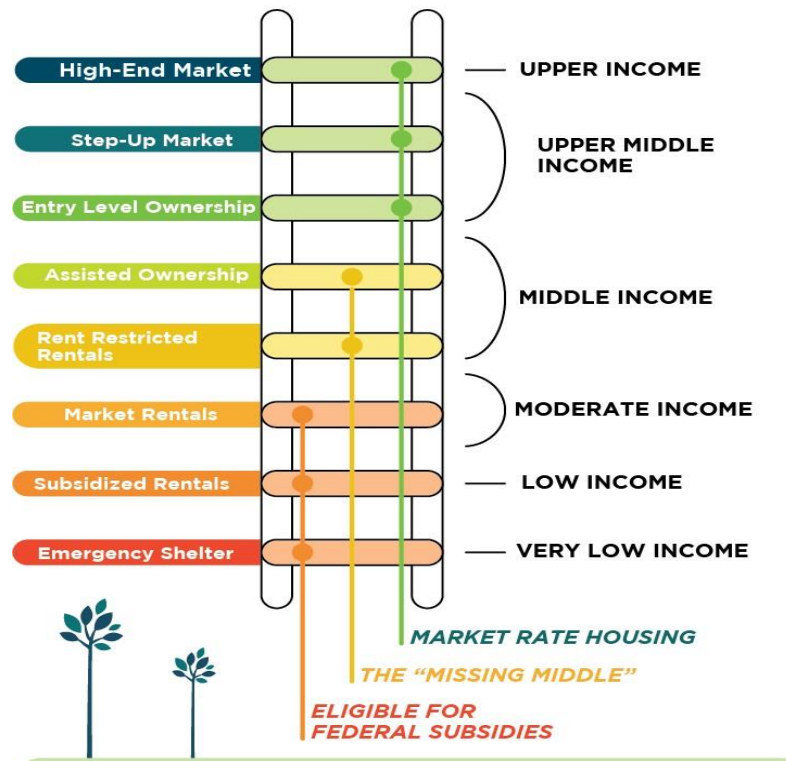 High-End Market
UPPER INCOME
Step-Up Market
UPPER MIDDLE
INCOME
Entry Level Ownership
Assisted Ownership
MIDDLE INCOME
Rent Restricted
Rentals
Market Rentals
MODERATE INCOME
Subsidized Rentals
LOW INCOME
Emergency Shelter
VERY LOW INCOME
MARKET RATE HOUSING
THE “MISSING MIDDLE”
ELIGIBLE FOR
FEDERAL SUBSIDIES